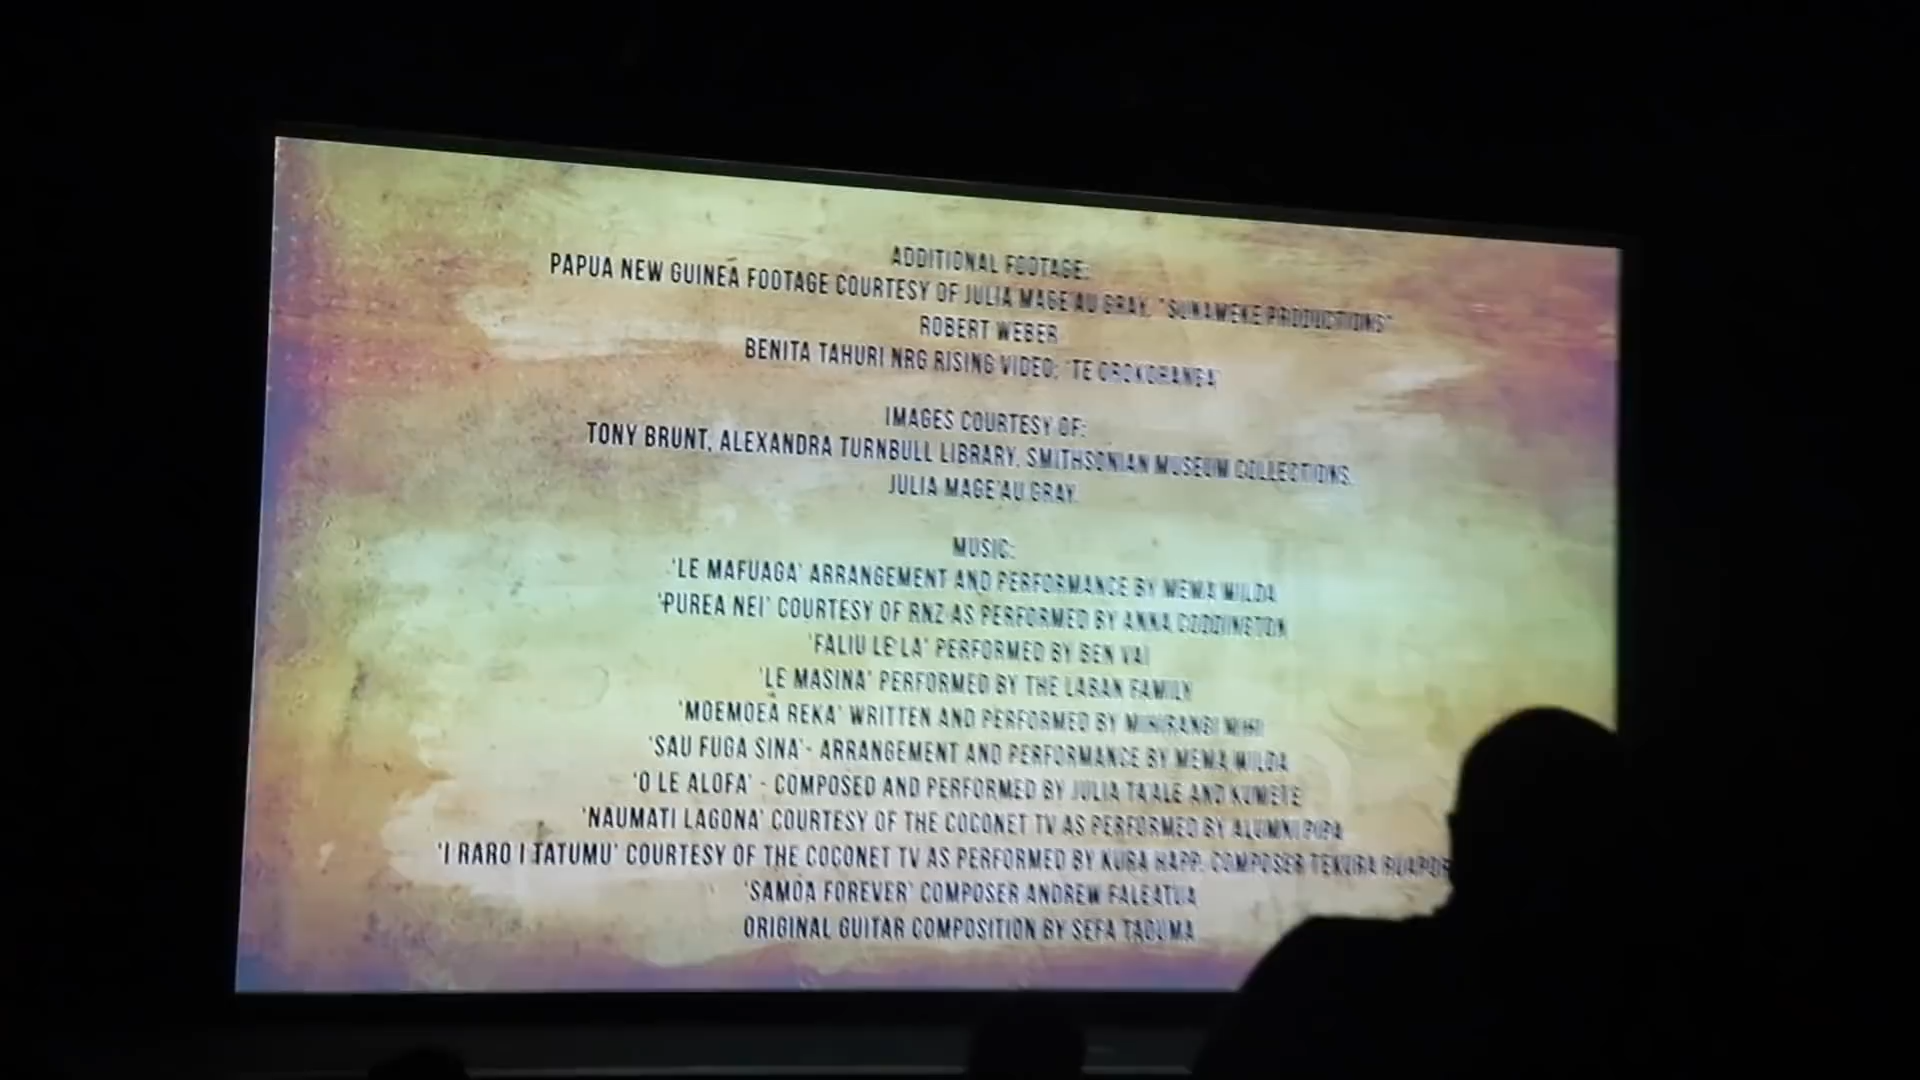 ADDITIONAL FOOTAGE:
PAPUA NEW GUINEA FOOTAGE COURTESY OF JULIA MAGE'AU GRAY, "SUNAMEKE PRODUCTIONS"
ROBERT WEBER
BENITA TAHURI NRG RISING VIDEO; 'TE OROKOHANGA'
IMAGES COURTESY OF:
TONY BRUNT, ALEXANDRA TURNBULL LIBRARY, SMITHSONIAN MUSEUM COLLECTIONS,
JULIA MAGE'AU GRAY.
MUSIC:
'LE MAFUAGA' ARRANGEMENT AND PERFORMANCE BY MEMA WILDA
'PUREA NEI' COURTESY OF RNZ AS PERFORMED BY ANNA CODDINGTON
'FALIU LE LA' PERFORMED BY BEN VAI
'LE MASINA' PERFORMED BY THE LABAN FAMILY
'MOEMOEĀ REKA' WRITTEN AND PERFORMED BY MIHIRANGI
'SAU FUGA SINA'- ARRANGEMENT AND PERFORMANCE BY MEMA WILDA
'O LE ALOFA' - COMPOSED AND PERFORMED BY JULIA TA'ALE AND KUMETE
'NAUMATI LAGONA' COURTESY OF THE COCONET TV AS PERFORMED BY ALUMNI PIPA
'I RARO I TATUMU' COURTESY OF THE COCONET TV AS PERFORMED BY KURA HAPP, COMPOSER TEKURA
'SAMOA FOREVER' COMPOSER ANDREW FALEATUA
ORIGINAL GUITAR COMPOSITION BY SEFA TAOUMA